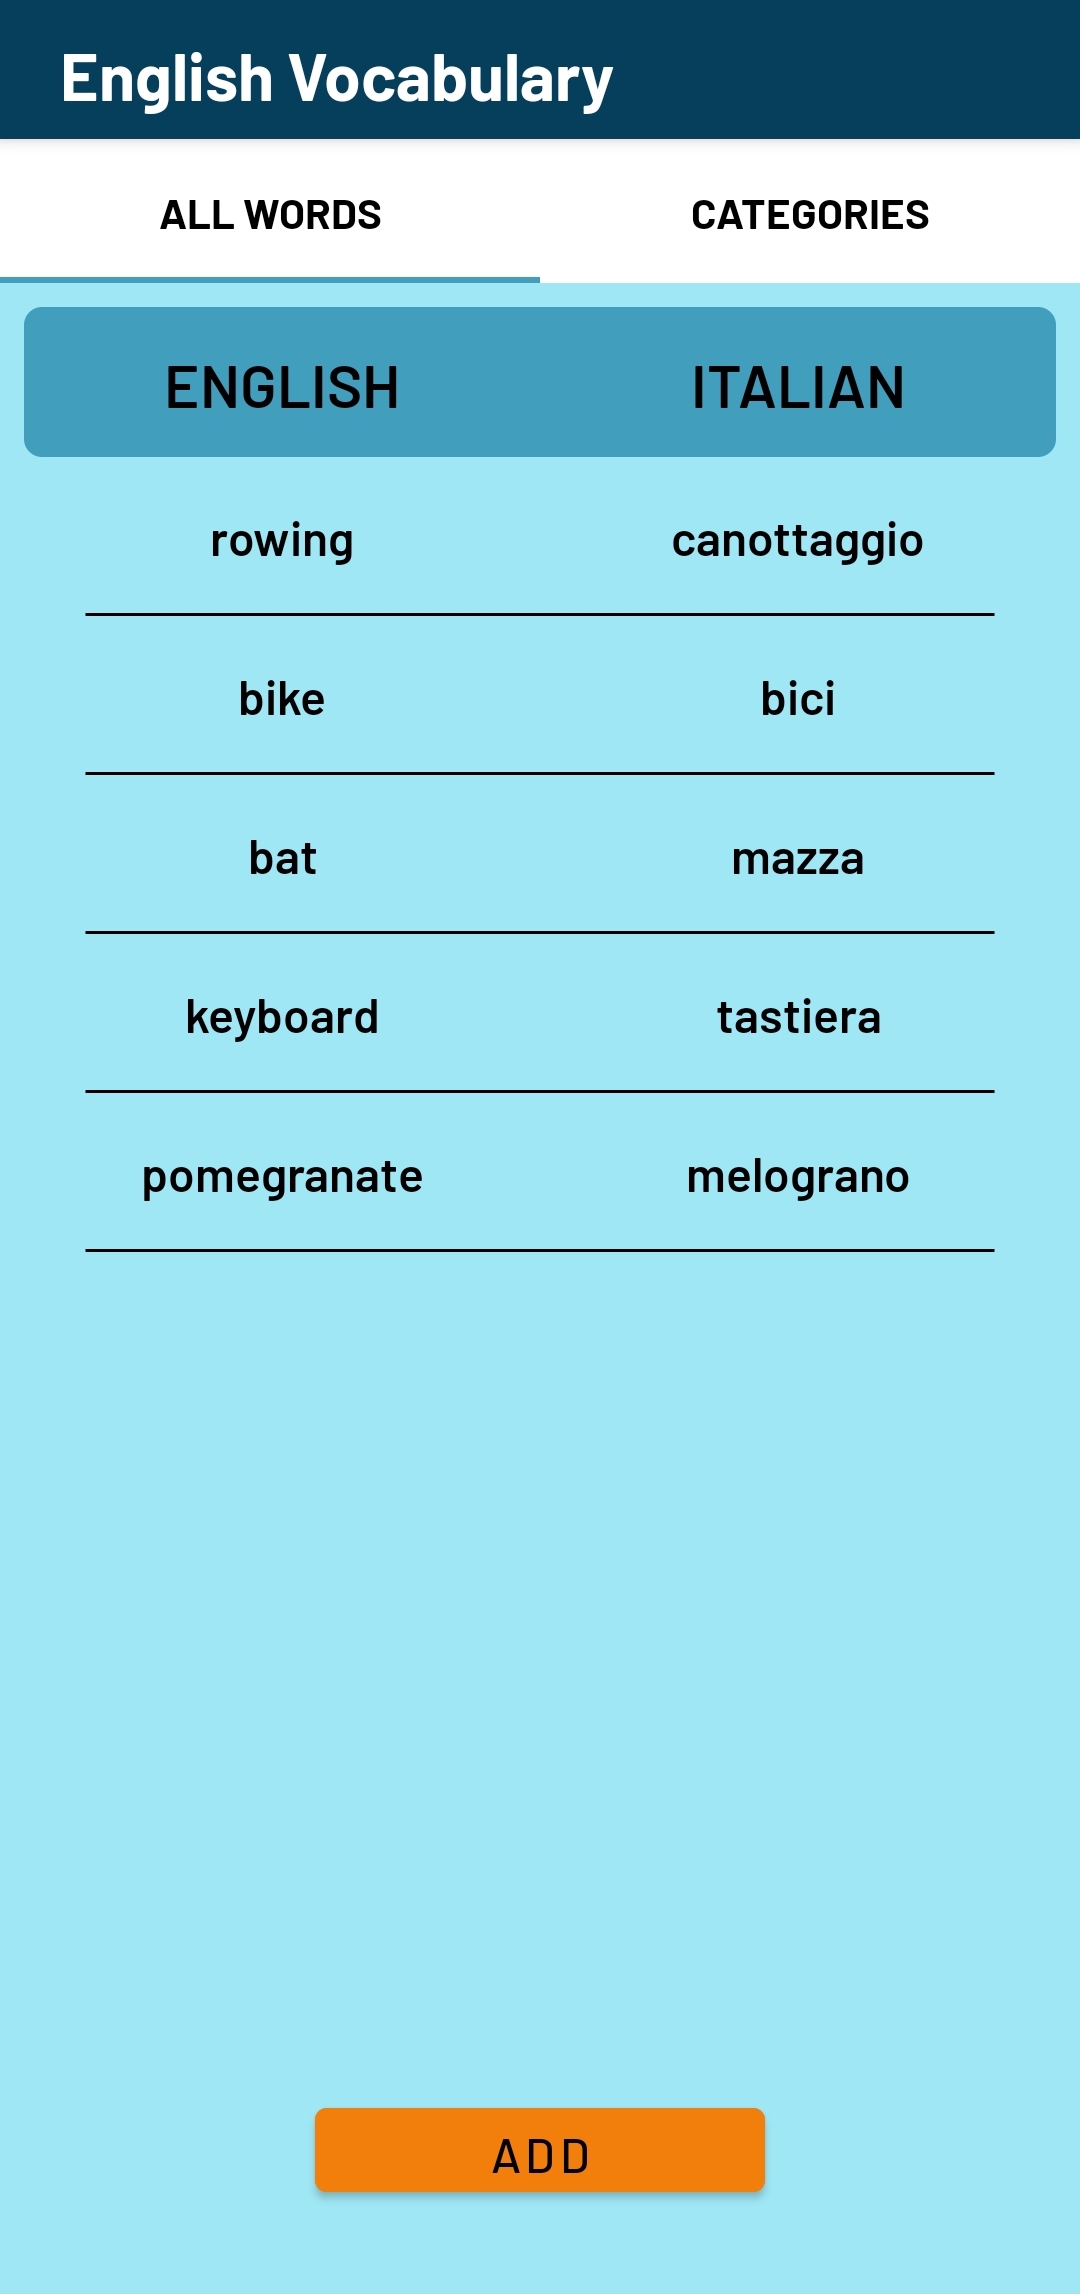 English Vocabulary
ALL WORDS CATEGORIES
ENGLISH ITALIAN
rowing canottaggio
bike bici
bat mazza
keyboard tastiera
pomegranate melograno
ADD